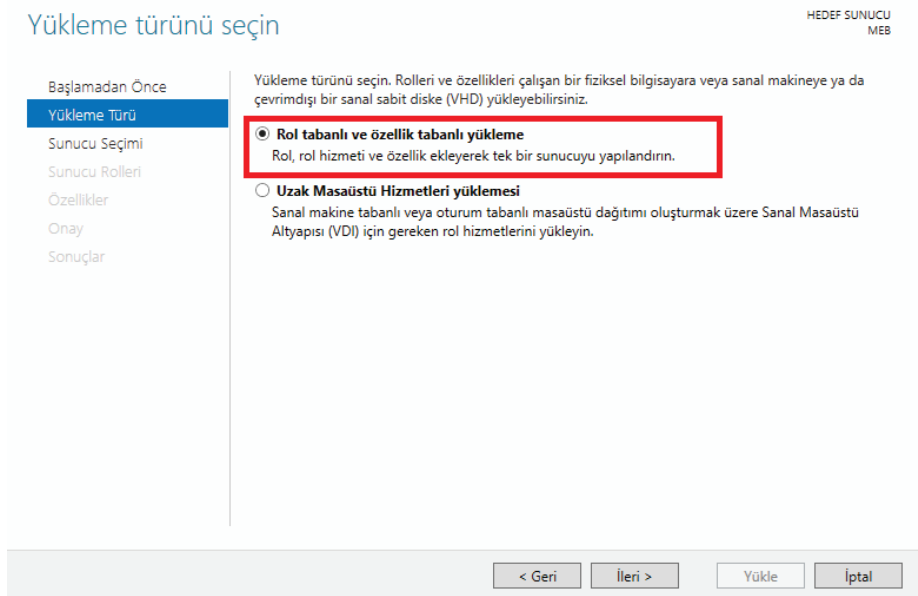 Yükleme türünü seçin
HEDEF SUNUCU
MEB
Başlamadan Önce
Yükleme Türü
Sunucu Seçimi
Sunucu Rolleri
Özellikler
Onay
Sonuçlar
Yükleme türünü seçin. Rolleri ve özellikleri çalışan bir fiziksel bilgisayara veya sanal makineye ya da
çevrimdışı bir sanal sabit diske (VHD) yükleyebilirsiniz.
Rol tabanlı ve özellik tabanlı yükleme
Rol, rol hizmeti ve özellik ekleyerek tek bir sunucuyu yapılandırın.
Uzak Masaüstü Hizmetleri yüklemesi
Sanal makine tabanlı veya oturum tabanlı masaüstü dağıtımı oluşturmak üzere Sanal Masaüstü
Altyapısı (VDI) için gereken rol hizmetlerini yükleyin.
< Geri
İleri >
Yükle
İptal